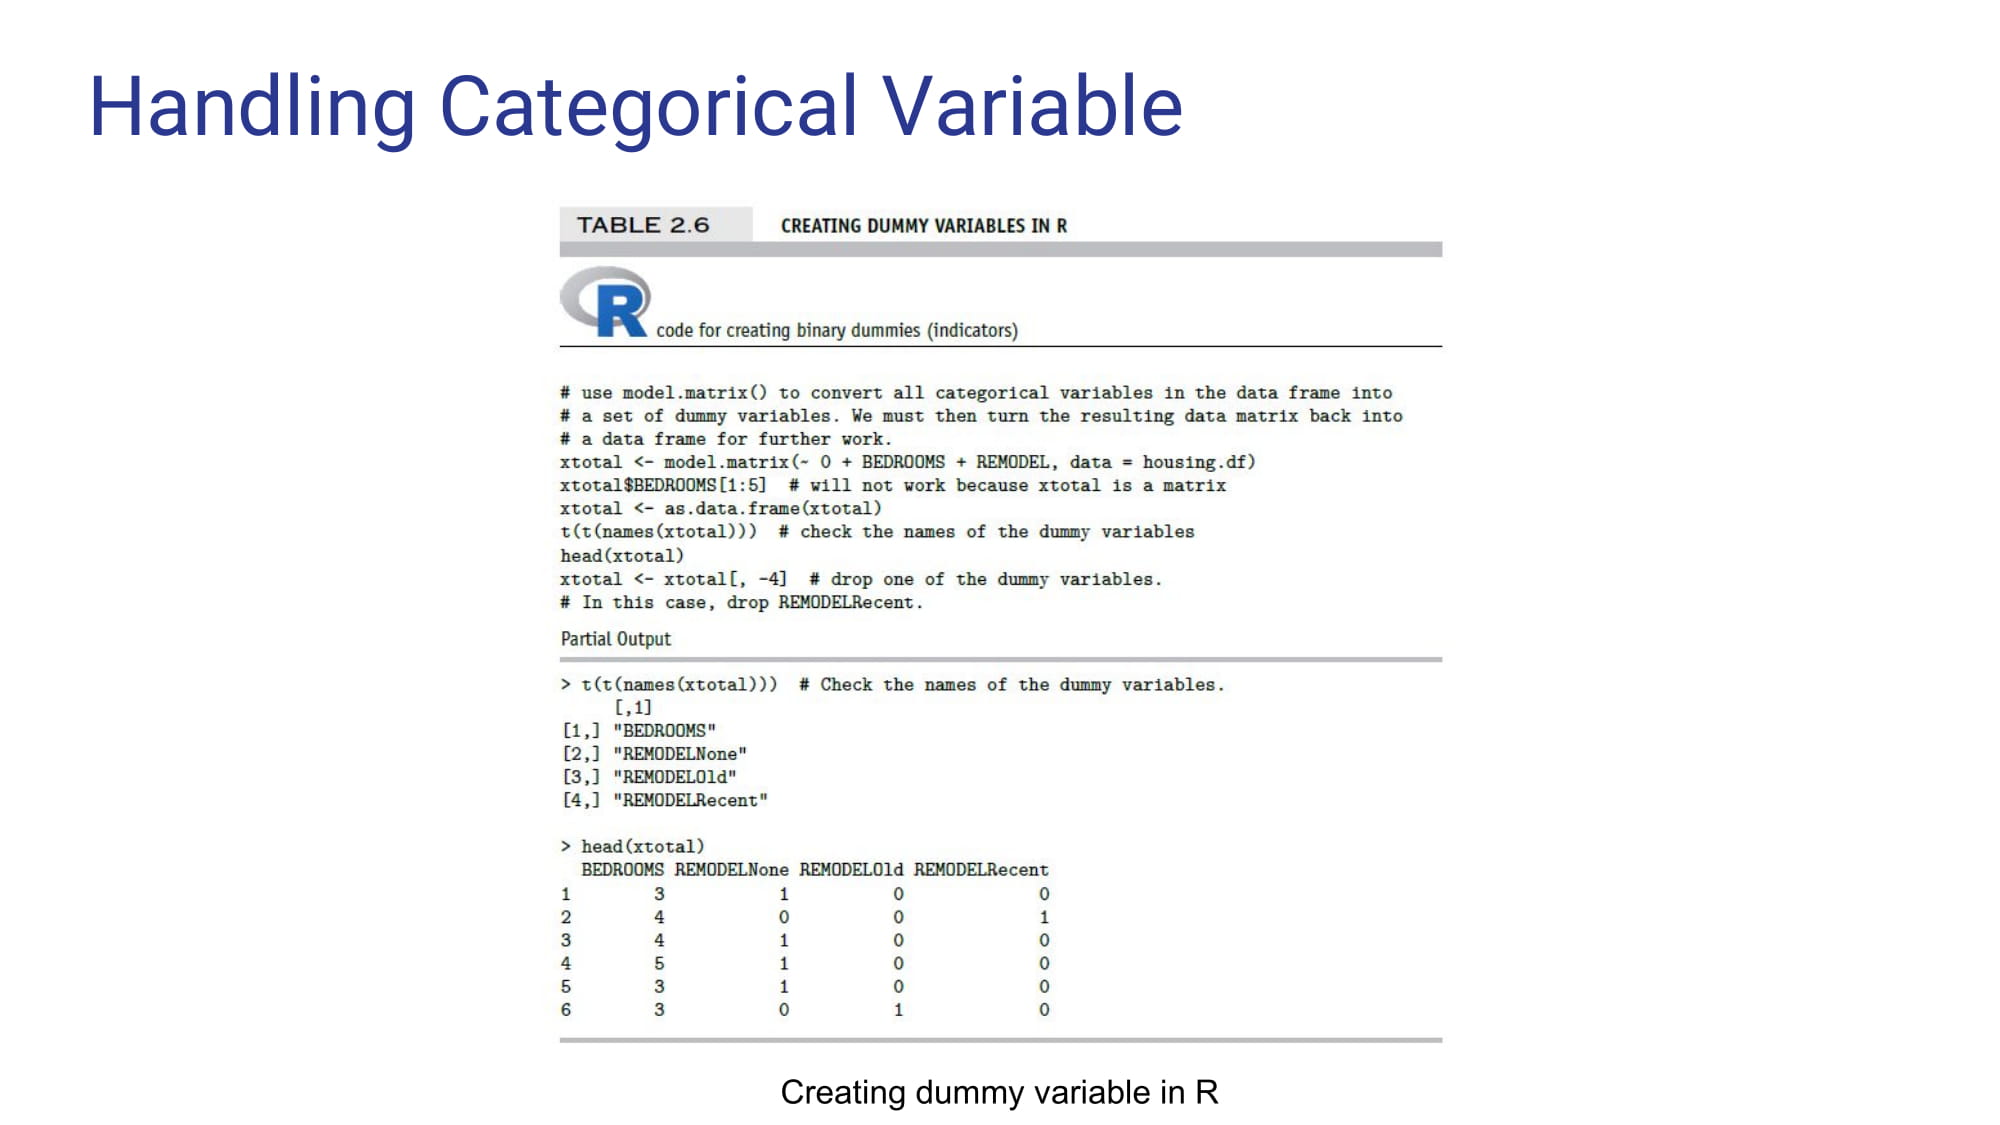 Handling Categorical Variable
TABLE 2.6 CREATING DUMMY VARIABLES IN R
R code for creating binary dummies (indicators)
# use model.matrix() to convert all categorical variables in the data frame into
# a set of dummy variables. We must then turn the resulting data matrix back into
# a data frame for further work.
xtotal <- model.matrix(~ 0 + BEDROOMS + REMODEL, data = housing.df)
xtotal$BEDROOMS[1:5]  # will not work because xtotal is a matrix
xtotal <- as.data.frame(xtotal)
t(t(names(xtotal)))  # check the names of the dummy variables
head(xtotal)
xtotal <- xtotal[, -4]  # drop one of the dummy variables.
# In this case, drop REMODELRecent.
Partial Output
> t(t(names(xtotal)))  # Check the names of the dummy variables.
[,1]
[1,] "BEDROOMS"
[2,] "REMODELNone"
[3,] "REMODELOld"
[4,] "REMODELRecent"
> head(xtotal)
BEDROOMS REMODELNone REMODELOld REMODELRecent
1 3 1 0 0
2 4 0 0 1
3 4 1 0 0
4 5 1 0 0
5 3 1 0 0
6 3 0 1 0
Creating dummy variable in R